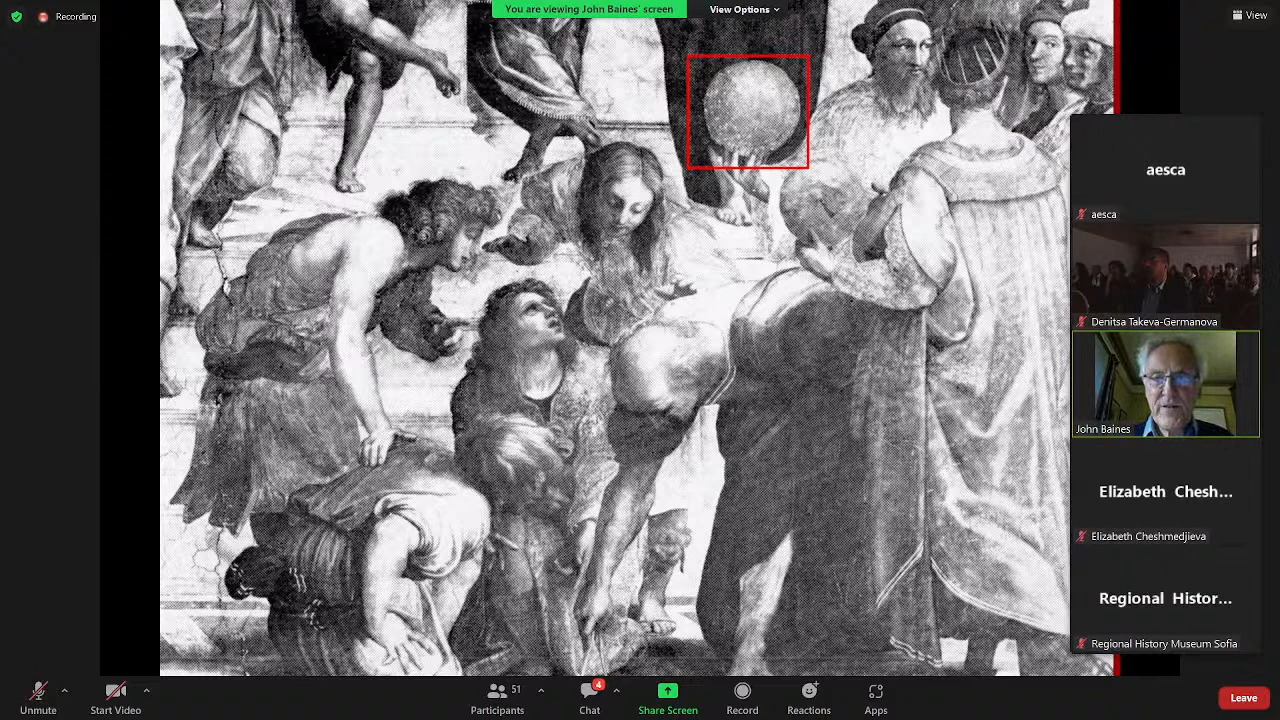 Recording
You are viewing John Baines' screen
View Options
View
aesca
aesca
Denitsa Takeva-Germanova
John Baines
Elizabeth Chesh...
Elizabeth Cheshmedjieva
Regional Histor...
Regional History Museum Sofia
Unmute
Start Video
51
Participants
4
Chat
Share Screen
Record
Reactions
Apps
Leave